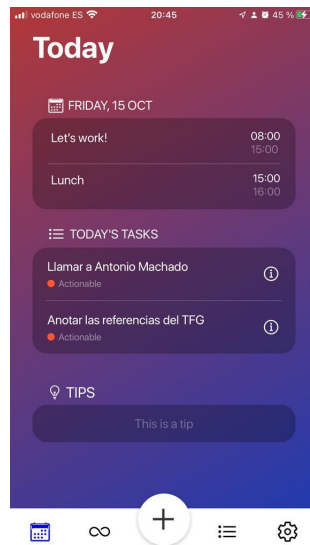 vodafone ES 20:45 45 %
Today
FRIDAY, 15 OCT
Let's work! 08:00
15:00
Lunch 15:00
16:00
TODAY'S TASKS
Llamar a Antonio Machado
Actionable
Anotar las referencias del TFG
Actionable
TIPS
This is a tip